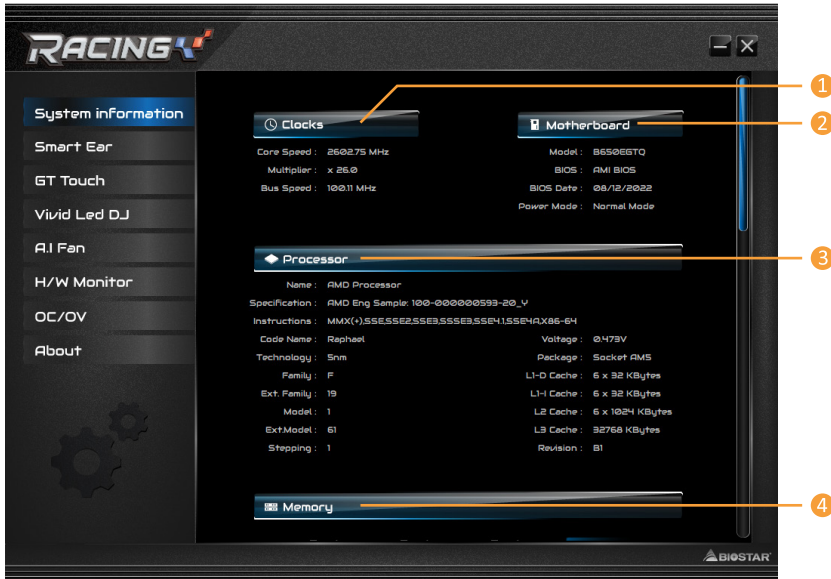 RACING
System information
Smart Ear
GT Touch
Vivid Led DJ
A.I Fan
H/W Monitor
OC/OV
About
Clocks
1
Core Speed : 2602.75 MHz
Multiplier : x 26.0
Bus Speed : 100.11 MHz
Motherboard
2
Model : B650EGTQ
BIOS : AMI BIOS
BIOS Date : 08/12/2022
Power Mode : Normal Mode
Processor
3
Name : AMD Processor
Specification : AMD Eng Sample: 100-000000593-20_Y
Instructions : MMX(+),SSE,SSE2,SSE3,SSSE3,SSE4.1,SSE4A,X86-64
Code Name : Raphael
Technology : 5nm
Family : F
Ext. Family : 19
Model : 1
Ext.Model : 61
Stepping : 1
Voltage : 0.473V
Package : Socket AM5
L1-D Cache : 6 x 32 KBytes
L1-I Cache : 6 x 32 KBytes
L2 Cache : 6 x 1024 KBytes
L3 Cache : 32768 KBytes
Revision : B1
Memory
4
BIOSTAR